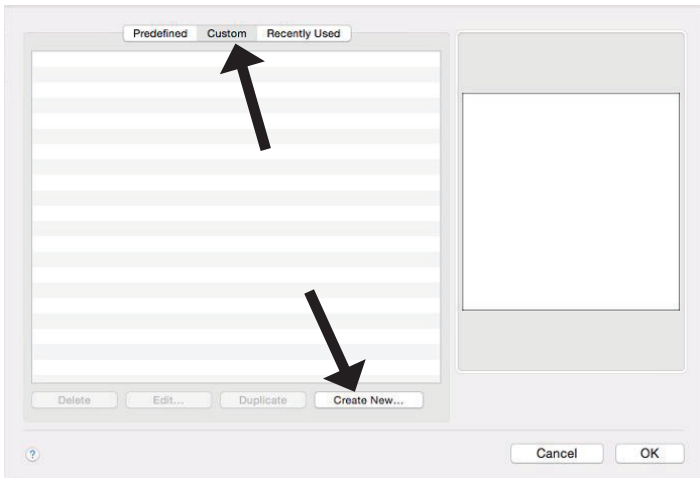 Predefined Custom Recently Used
Delete Edit... Duplicate Create New...
? Cancel OK